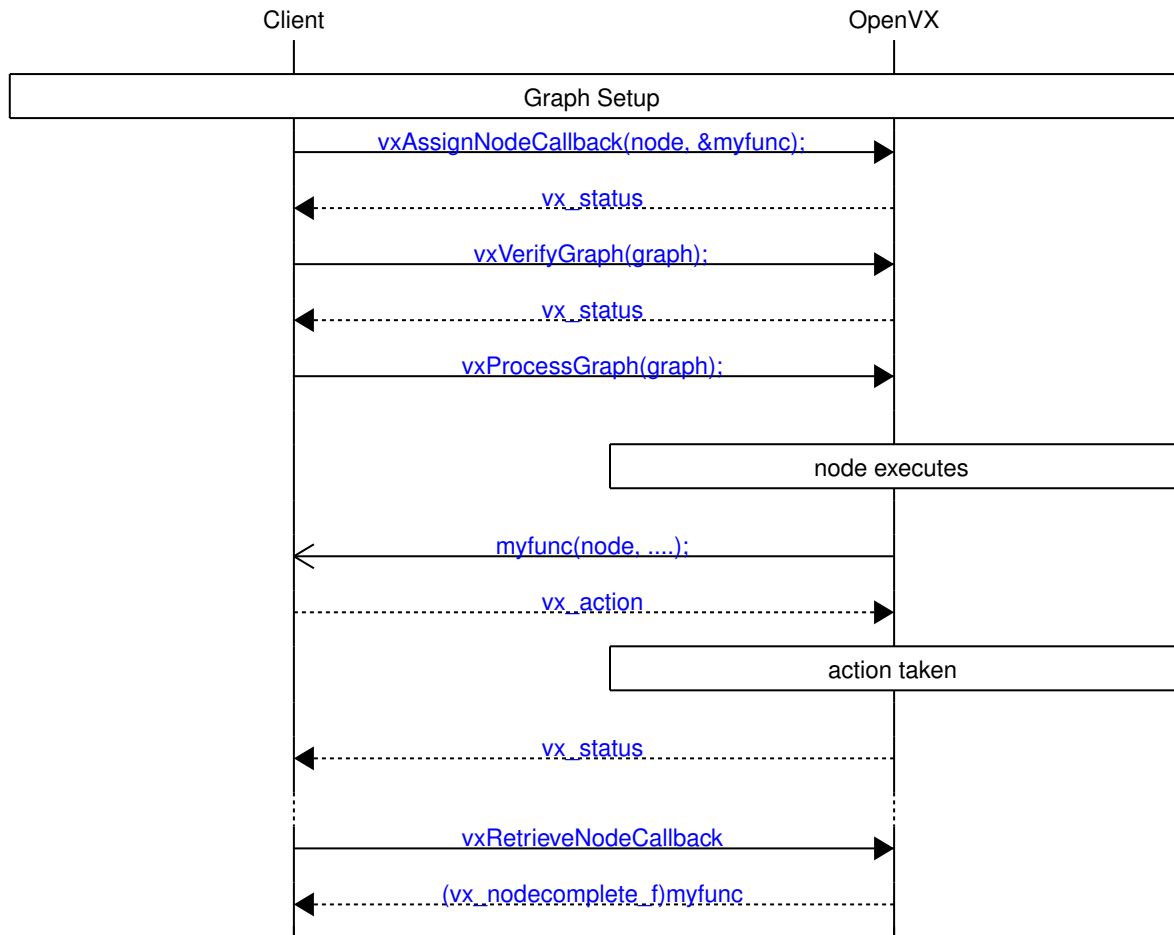 Client
OpenVX
Graph Setup
vxAssignNodeCallback(node, &myfunc);
vx_status
vxVerifyGraph(graph);
vx_status
vxProcessGraph(graph);
node executes
myfunc(node, ....);
vx_action
action taken
vx_status
vxRetrieveNodeCallback
(vx_nodecomplete_f)myfunc